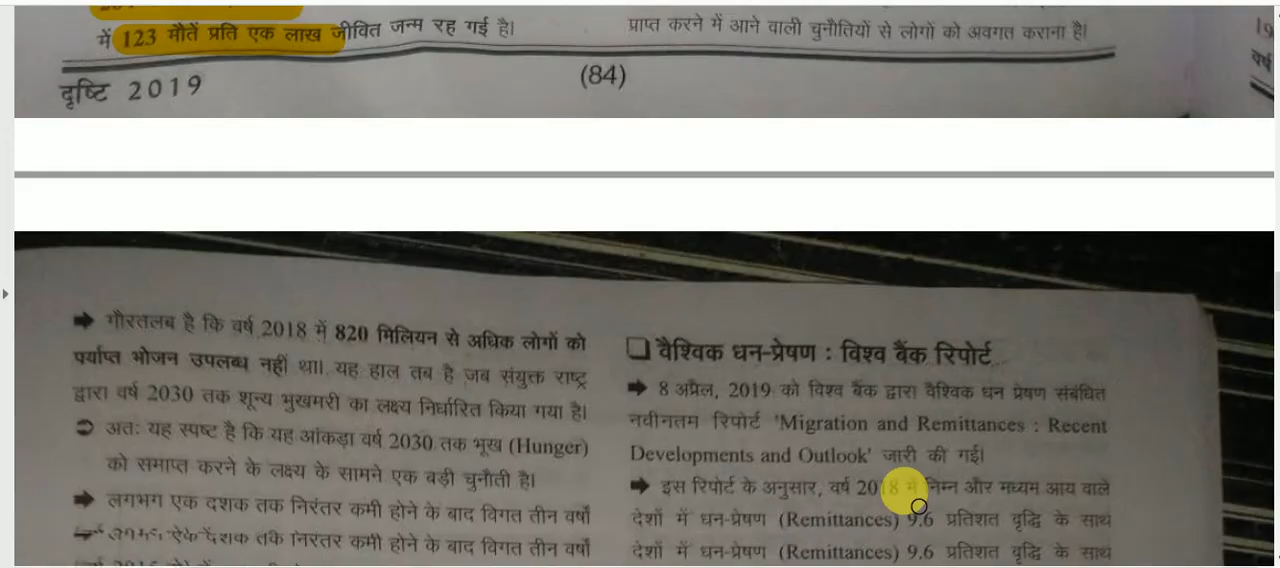 में 123 मौतें प्रति एक लाख जीवित जन्म रह गई है।
प्राप्त करने में आने वाली चुनौतियों से लोगों को अवगत कराना है।
19
वर्ष
दृष्टि 2019
(84)
➡ गौरतलब है कि वर्ष 2018 में 820 मिलियन से अधिक लोगों को
पर्याप्त भोजन उपलब्ध नहीं था। यह हाल तब है जब संयुक्त राष्ट्र
द्वारा वर्ष 2030 तक शून्य भुखमरी का लक्ष्य निर्धारित किया गया है।
➲ अतः यह स्पष्ट है कि यह आंकड़ा वर्ष 2030 तक भूख (Hunger)
को समाप्त करने के लक्ष्य के सामने एक बड़ी चुनौती है।
➡ लगभग एक दशक तक निरंतर कमी होने के बाद विगत तीन वर्षों
तक निरंतर कमी होने के बाद विगत तीन वर्षों
❑ वैश्विक धन-प्रेषण : विश्व बैंक रिपोर्ट
➡ 8 अप्रैल, 2019 को विश्व बैंक द्वारा वैश्विक धन प्रेषण संबंधित
नवीनतम रिपोर्ट 'Migration and Remittances : Recent
Developments and Outlook' जारी की गई।
➡ इस रिपोर्ट के अनुसार, वर्ष 2018 में निम्न और मध्यम आय वाले
देशों में धन-प्रेषण (Remittances) 9.6 प्रतिशत वृद्धि के साथ
देशों में धन-प्रेषण (Remittances) 9.6 प्रतिशत वृद्धि के साथ